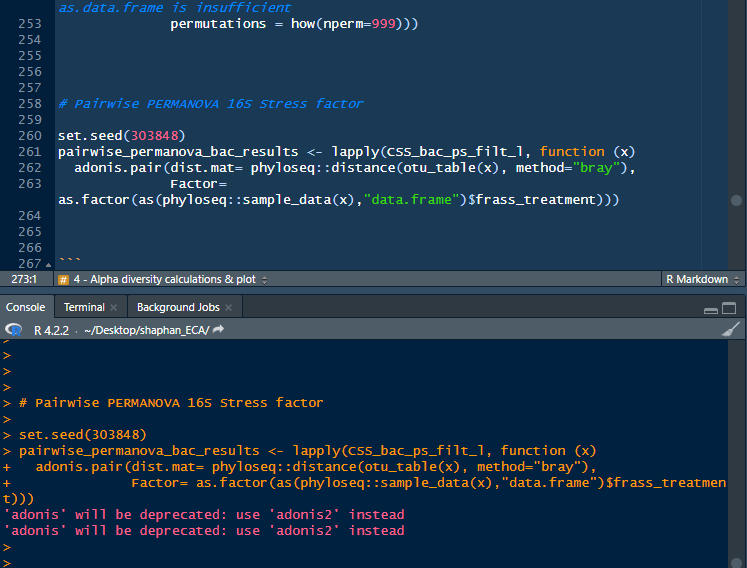 as.data.frame is insufficient
253 permutations = how(nperm=999)))
254
255
256
257
258 # Pairwise PERMANOVA 16S Stress factor
259
260 set.seed(303848)
261 pairwise_permanova_bac_results <- lapply(CSS_bac_ps_filt_l, function (x)
262 adonis.pair(dist.mat= phyloseq::distance(otu_table(x), method="bray"),
263 Factor=
as.factor(as(phyloseq::sample_data(x),"data.frame")$frass_treatment)))
264
265
266
267 ```
273:1 # 4 - Alpha diversity calculations & plot R Markdown
Console Terminal × Background Jobs ×
R 4.2.2 · ~/Desktop/shaphan_ECA/
>
>
>
>
> # Pairwise PERMANOVA 16S Stress factor
>
> set.seed(303848)
> pairwise_permanova_bac_results <- lapply(CSS_bac_ps_filt_l, function (x)
+ adonis.pair(dist.mat= phyloseq::distance(otu_table(x), method="bray"),
+ Factor= as.factor(as(phyloseq::sample_data(x),"data.frame")$frass_treatmen
t)))
'adonis' will be deprecated: use 'adonis2' instead
'adonis' will be deprecated: use 'adonis2' instead
>
>